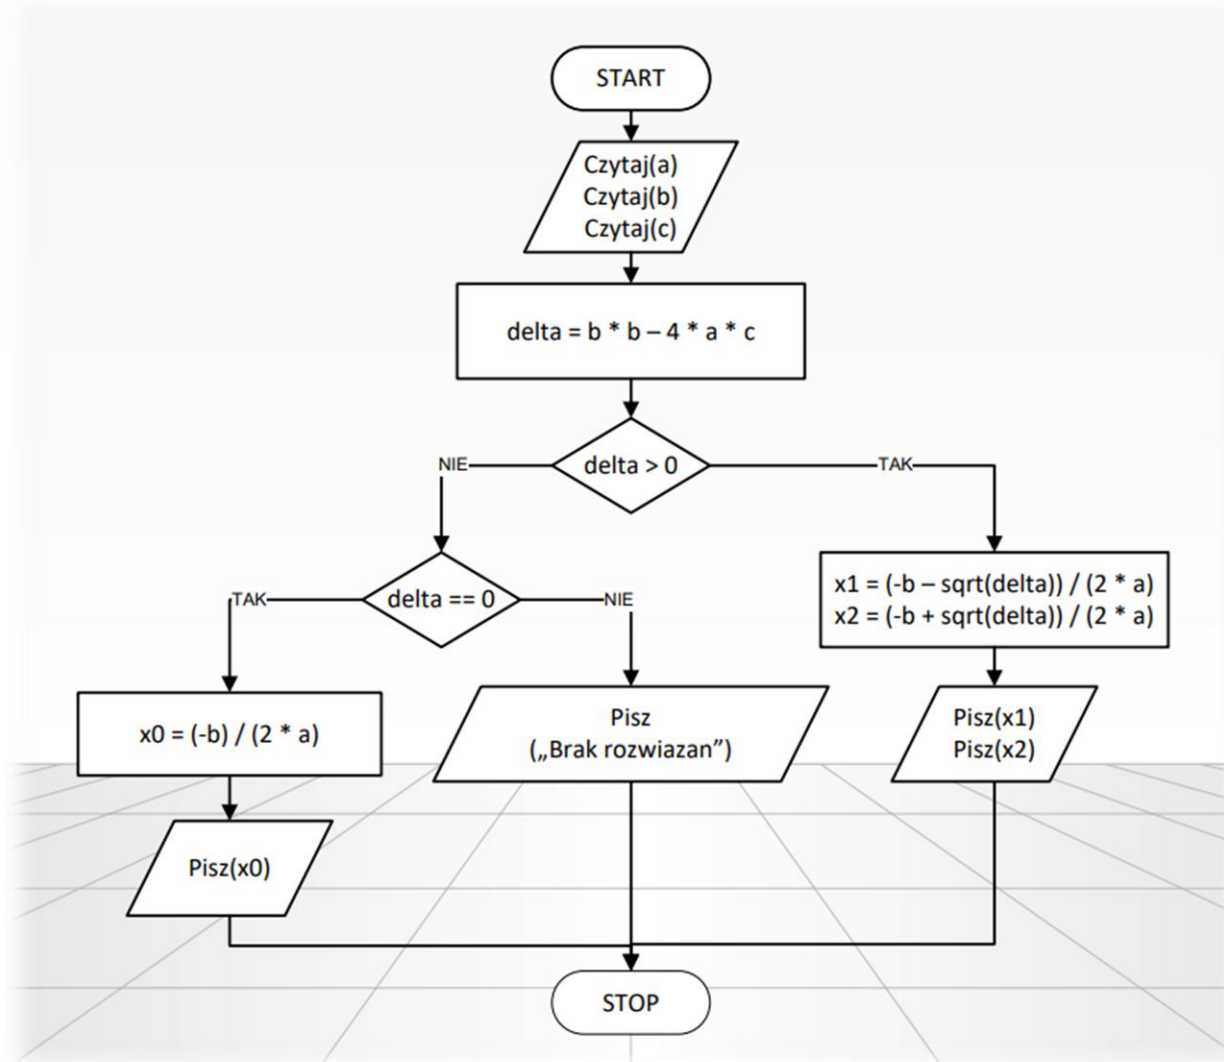 START
Czytaj(a)
Czytaj(b)
Czytaj(c)
delta = b * b – 4 * a * c
delta > 0
NIE
TAK
delta == 0
TAK
NIE
x1 = (-b – sqrt(delta)) / (2 * a)
x2 = (-b + sqrt(delta)) / (2 * a)
x0 = (-b) / (2 * a)
Pisz
(„Brak rozwiazan”)
Pisz(x1)
Pisz(x2)
Pisz(x0)
STOP